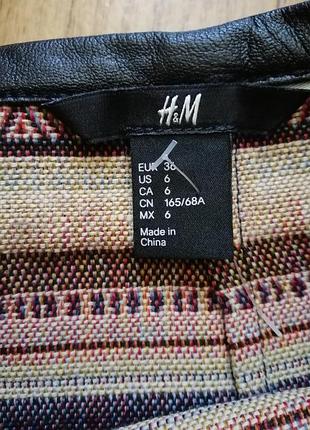 H&M
EUR 36
US 6
CA 6
CN 165/68A
MX 6
Made in
China